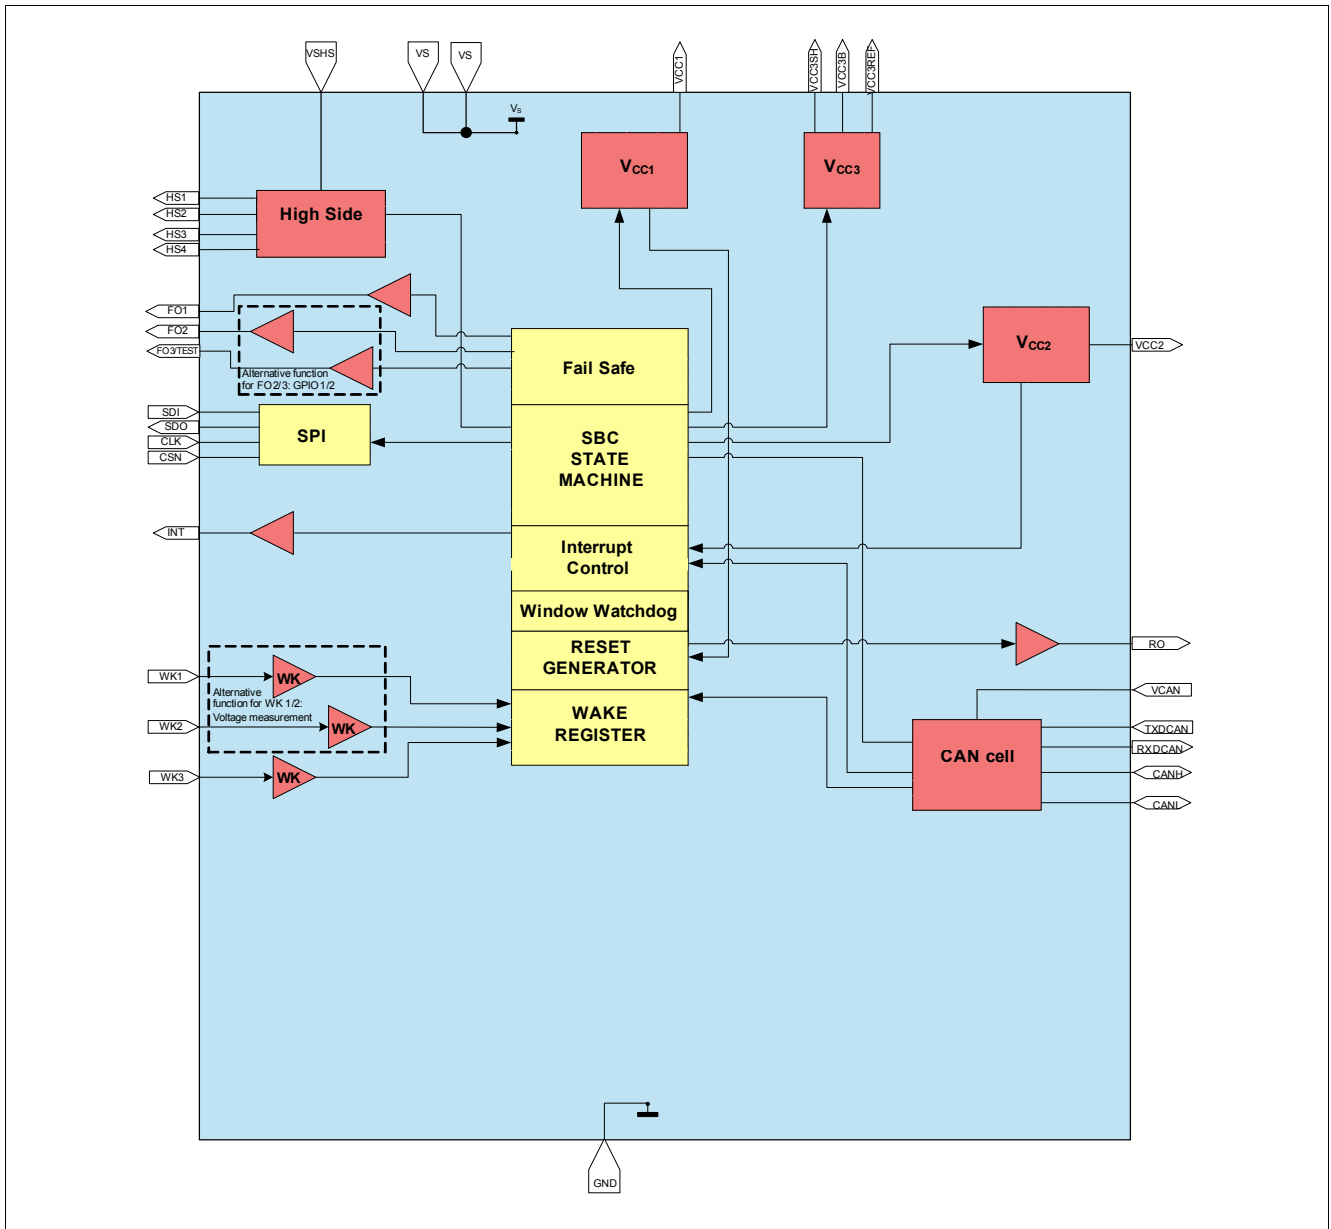 VSHS
VS
VS
VCC1
VCC3SH
VCC3B
VCC3REF
VS
VCC1
VCC3
HS1
HS2
HS3
HS4
High Side
FO1
FO2
FO3/TEST
Alternative function
for FO2/3: GPIO1/2
Fail Safe
VCC2
VCC2
SDI
SDO
CLK
CSN
SPI
SBC
STATE
MACHINE
INT
Interrupt
Control
Window Watchdog
RESET
GENERATOR
RO
WK1
WK
Alternative
function for WK1/2:
Voltage measurement
WK2
WK
WK3
WK
WAKE
REGISTER
VCAN
TXDCAN
RXDCAN
CANH
CANL
CAN cell
GND